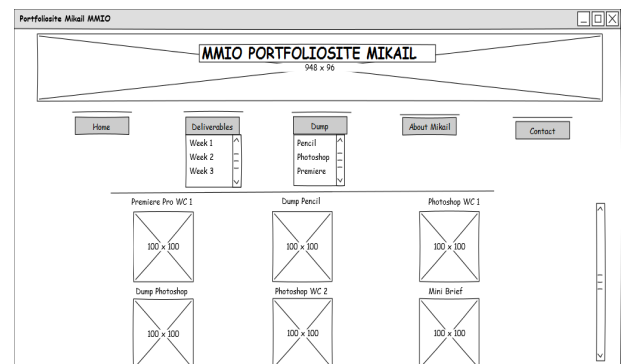 Portfoliosite Mikail MMIO
MMIO PORTFOLIOSITE MIKAIL
948 x 96
Home
Deliverables
Dump
About Mikail
Contact
Week 1
Week 2
Week 3
Pencil
Photoshop
Premiere
Premiere Pro WC 1
Dump Pencil
Photoshop WC 1
100 x 100
100 x 100
100 x 100
Dump Photoshop
Photoshop WC 2
Mini Brief
100 x 100
100 x 100
100 x 100